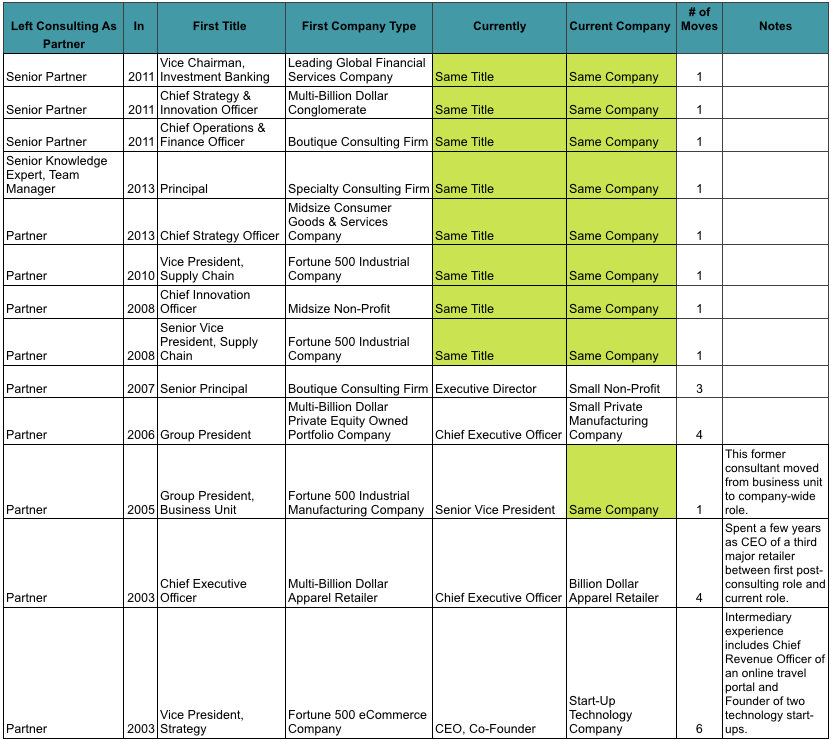 Left Consulting As Partner In First Title First Company Type Currently Current Company # of Moves Notes
Senior Partner 2011 Vice Chairman, Investment Banking Leading Global Financial Services Company Same Title Same Company 1
Senior Partner 2011 Chief Strategy & Innovation Officer Multi-Billion Dollar Conglomerate Same Title Same Company 1
Senior Partner 2011 Chief Operations & Finance Officer Boutique Consulting Firm Same Title Same Company 1
Senior Knowledge Expert, Team Manager 2013 Principal Specialty Consulting Firm Same Title Same Company 1
Partner 2013 Chief Strategy Officer Midsize Consumer Goods & Services Company Same Title Same Company 1
Partner 2010 Vice President, Supply Chain Fortune 500 Industrial Company Same Title Same Company 1
Partner 2008 Chief Innovation Officer Midsize Non-Profit Same Title Same Company 1
Partner 2008 Senior Vice President, Supply Chain Fortune 500 Industrial Company Same Title Same Company 1
Partner 2007 Senior Principal Boutique Consulting Firm Executive Director Small Non-Profit 3
Partner 2006 Group President Multi-Billion Dollar Private Equity Owned Portfolio Company Chief Executive Officer Small Private Manufacturing Company 4
Partner 2005 Group President, Business Unit Fortune 500 Industrial Manufacturing Company Senior Vice President Same Company 1 This former consultant moved from business unit to company-wide role.
Partner 2003 Chief Executive Officer Multi-Billion Dollar Apparel Retailer Chief Executive Officer Billion Dollar Apparel Retailer 4 Spent a few years as CEO of a third major retailer between first post-consulting role and current role.
Partner 2003 Vice President, Strategy Fortune 500 eCommerce Company CEO, Co-Founder Start-Up Technology Company 6 Intermediary experience includes Chief Revenue Officer of an online travel portal and Founder of two technology start-ups.